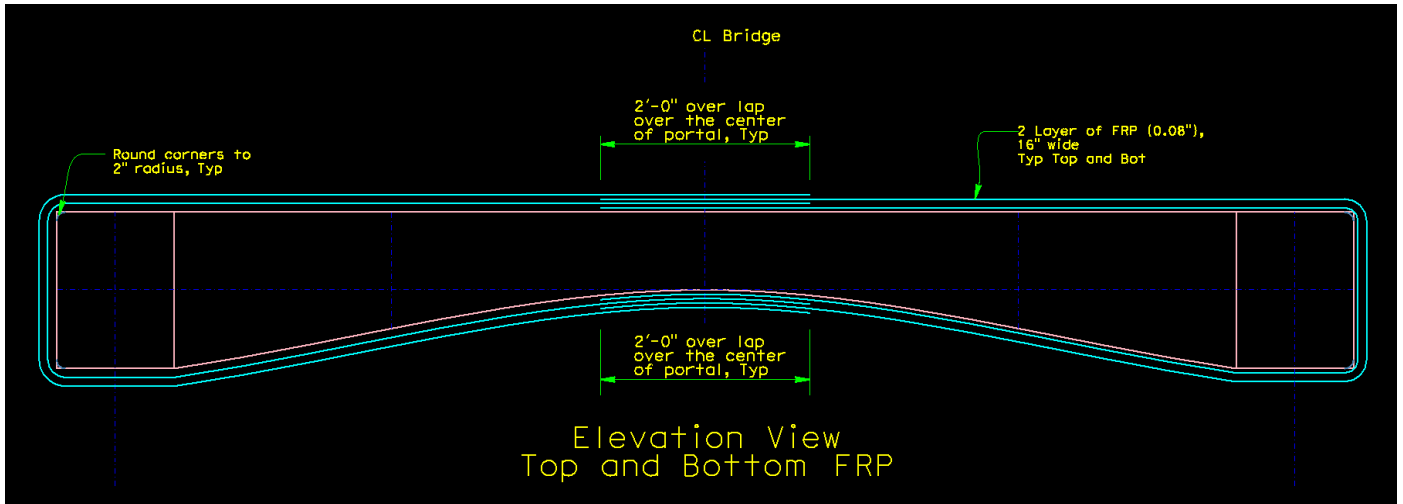 CL Bridge
2'-0" over lap
over the center
of portal, Typ
Round corners to
2" radius, Typ
2 Layer of FRP (0.08"),
16" wide
Typ Top and Bot
2'-0" over lap
over the center
of portal, Typ
Elevation View
Top and Bottom FRP